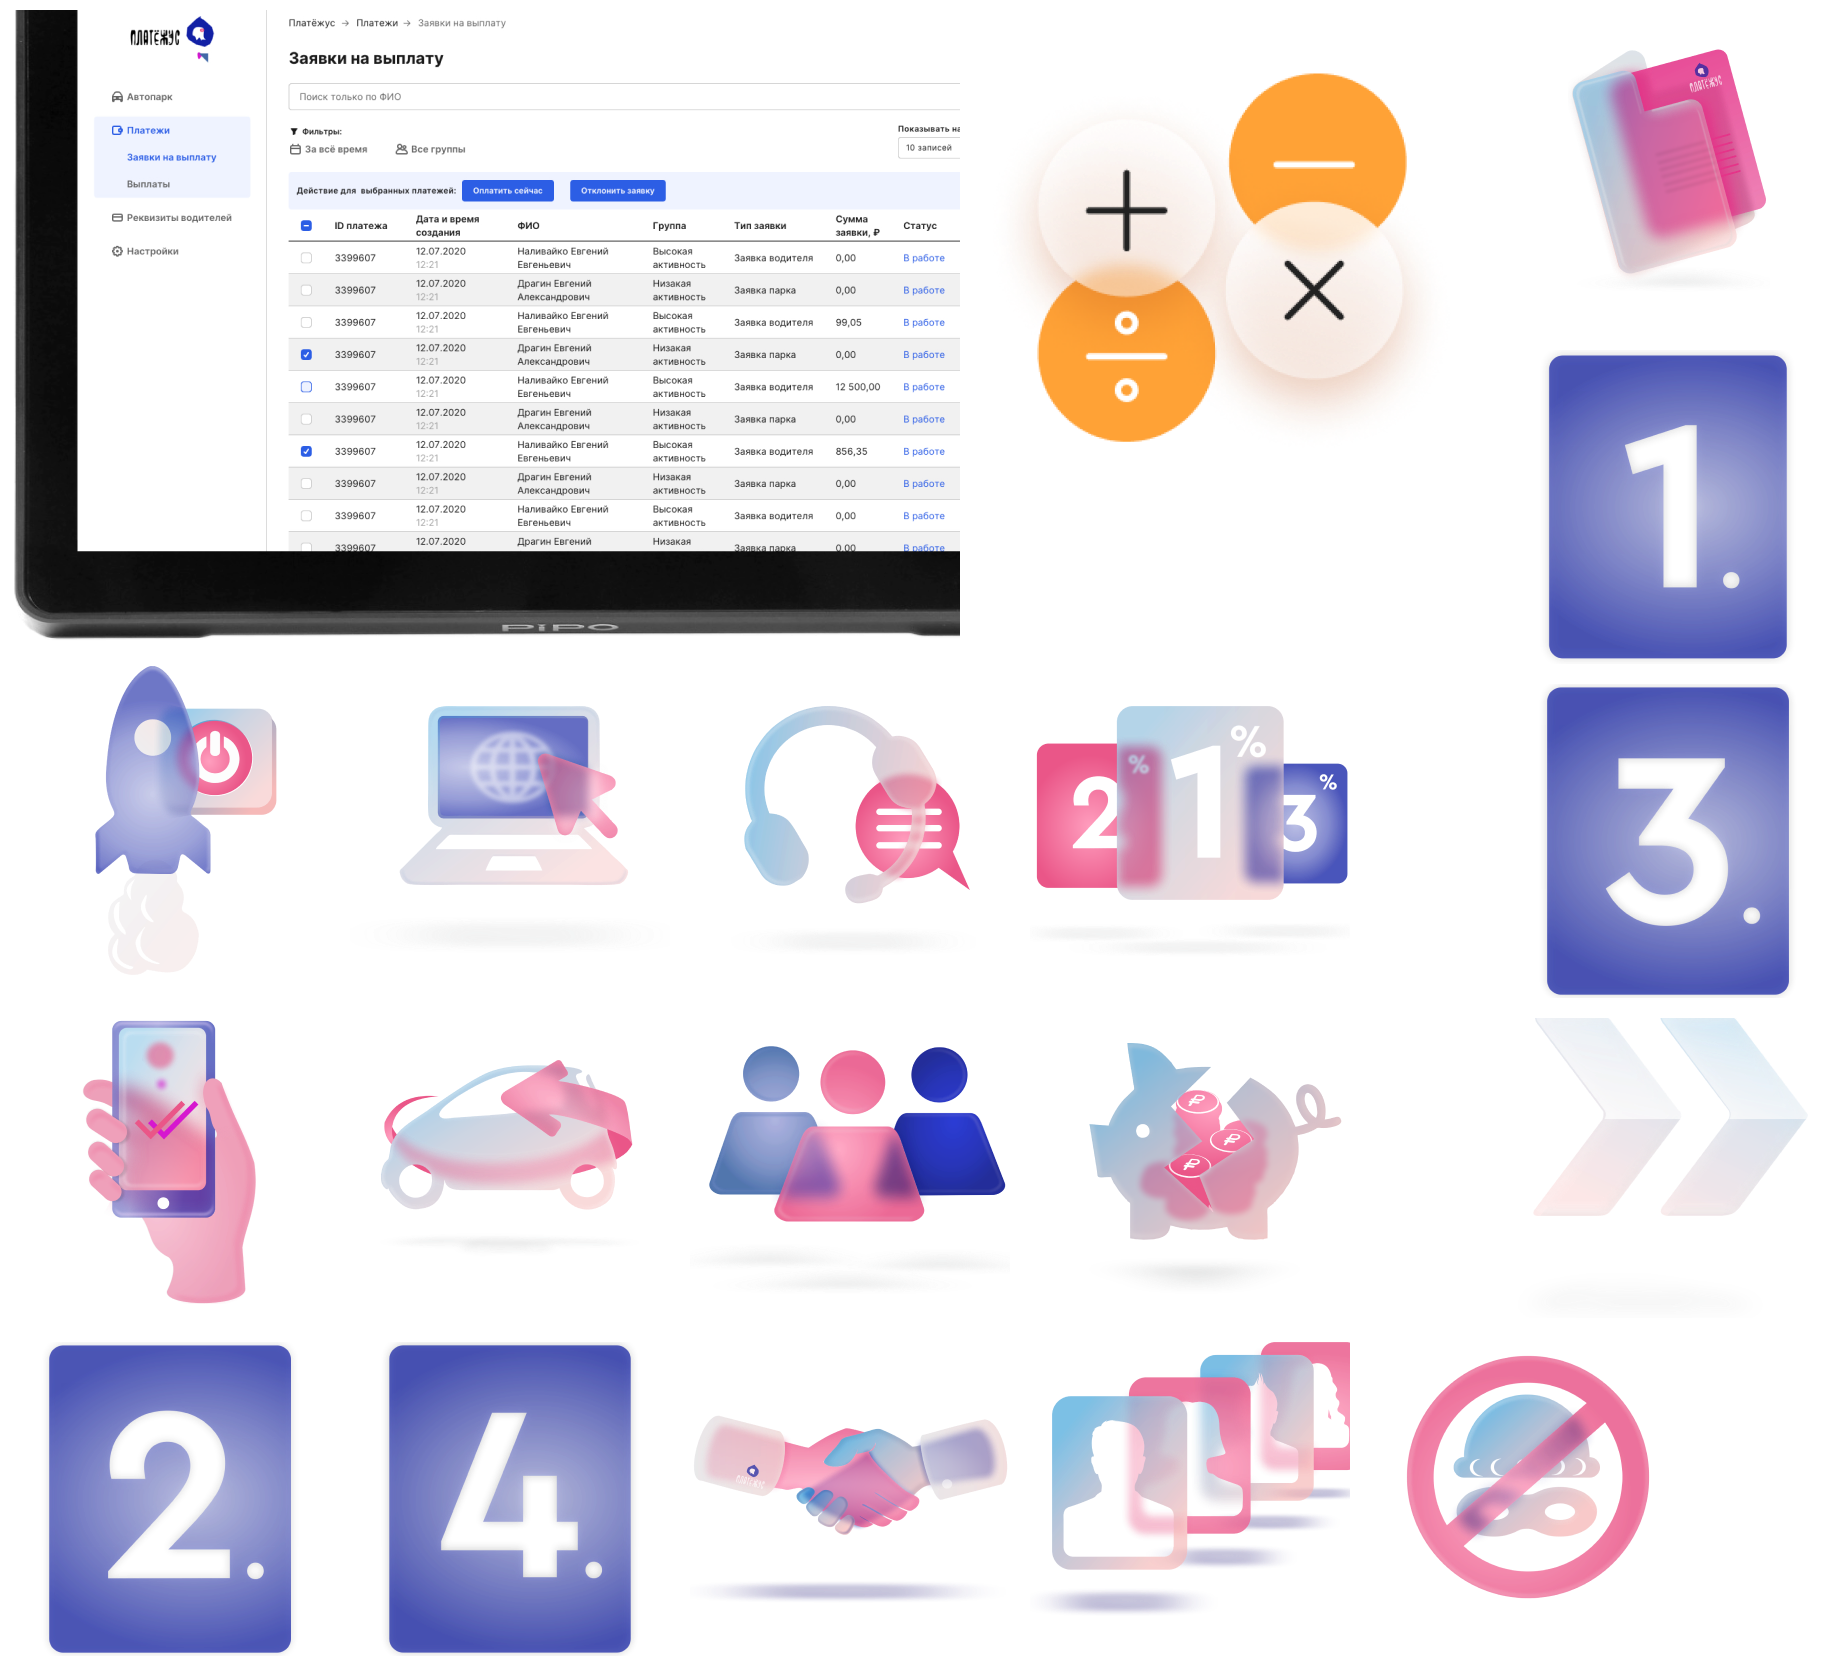 ПЛАТЁЖУС
Платёжус → Платежи → Заявки на выплату
Заявки на выплату
Поиск только по ФИО
Автопарк
Платежи
Заявки на выплату
Выплаты
Реквизиты водителей
Настройки
Фильтры:
За всё время Все группы
Показывать на
10 записей
Действие для выбранных платежей: Оплатить сейчас Отклонить заявку
ID платежа Дата и время создания ФИО Группа Тип заявки Сумма заявки, ₽ Статус
3399607 12.07.2020 12:21 Наливайко Евгений Евгеньевич Высокая активность Заявка водителя 0,00 В работе
3399607 12.07.2020 12:21 Драгин Евгений Александрович Низакая активность Заявка парка 0,00 В работе
3399607 12.07.2020 12:21 Наливайко Евгений Евгеньевич Высокая активность Заявка водителя 99,05 В работе
3399607 12.07.2020 12:21 Драгин Евгений Александрович Низакая активность Заявка парка 0,00 В работе
3399607 12.07.2020 12:21 Наливайко Евгений Евгеньевич Высокая активность Заявка водителя 12 500,00 В работе
3399607 12.07.2020 12:21 Драгин Евгений Александрович Низакая активность Заявка парка 0,00 В работе
3399607 12.07.2020 12:21 Наливайко Евгений Евгеньевич Высокая активность Заявка водителя 856,35 В работе
3399607 12.07.2020 12:21 Драгин Евгений Александрович Низакая активность Заявка парка 0,00 В работе
3399607 12.07.2020 12:21 Наливайко Евгений Евгеньевич Высокая активность Заявка водителя 0,00 В работе
3399607 12.07.2020 Драгин Евгений Низакая Заявка парка 0,00 В работе
PiPO
ПЛАТЁЖУС
1.
2% 1% 3%
3.
₽
₽
₽
2.
4.
ПЛАТЁЖУС